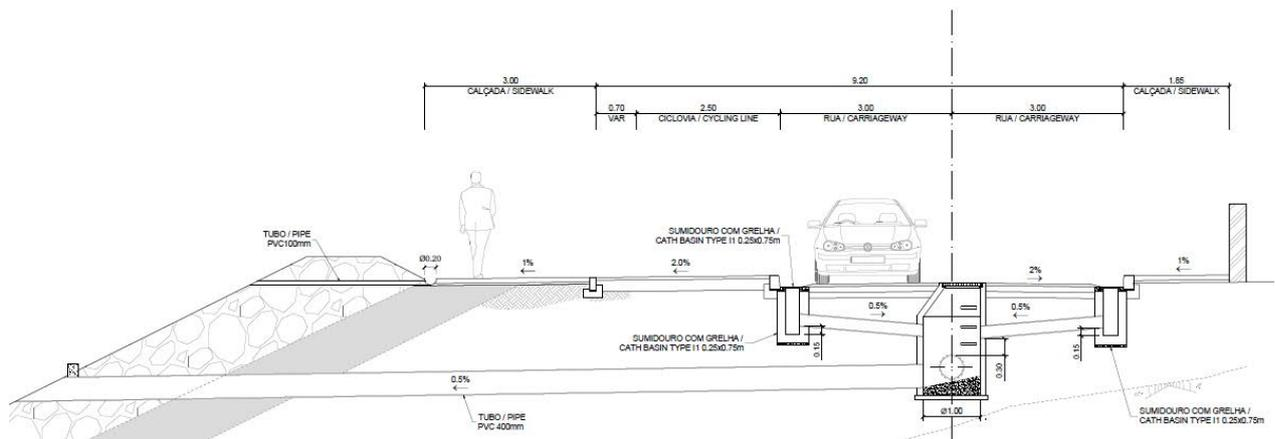 3.00
CALÇADA / SIDEWALK
9.20
1.85
CALÇADA / SIDEWALK
0.70
VAR
2.50
CICLOVIA / CYCLING LINE
3.00
RUA / CARRIAGEWAY
3.00
RUA / CARRIAGEWAY
TUBO / PIPE
PVC100mm
Ø0.20
1%
2.0%
SUMIDOURO COM GRELHA /
CATH BASIN TYPE I1 0.25x0.75m
2%
1%
0.5%
0.5%
SUMIDOURO COM GRELHA /
CATH BASIN TYPE I1 0.25x0.75m
0.15
0.30
0.15
0.5%
TUBO / PIPE
PVC 400mm
Ø1.00
SUMIDOURO COM GRELHA /
CATH BASIN TYPE I1 0.25x0.75m